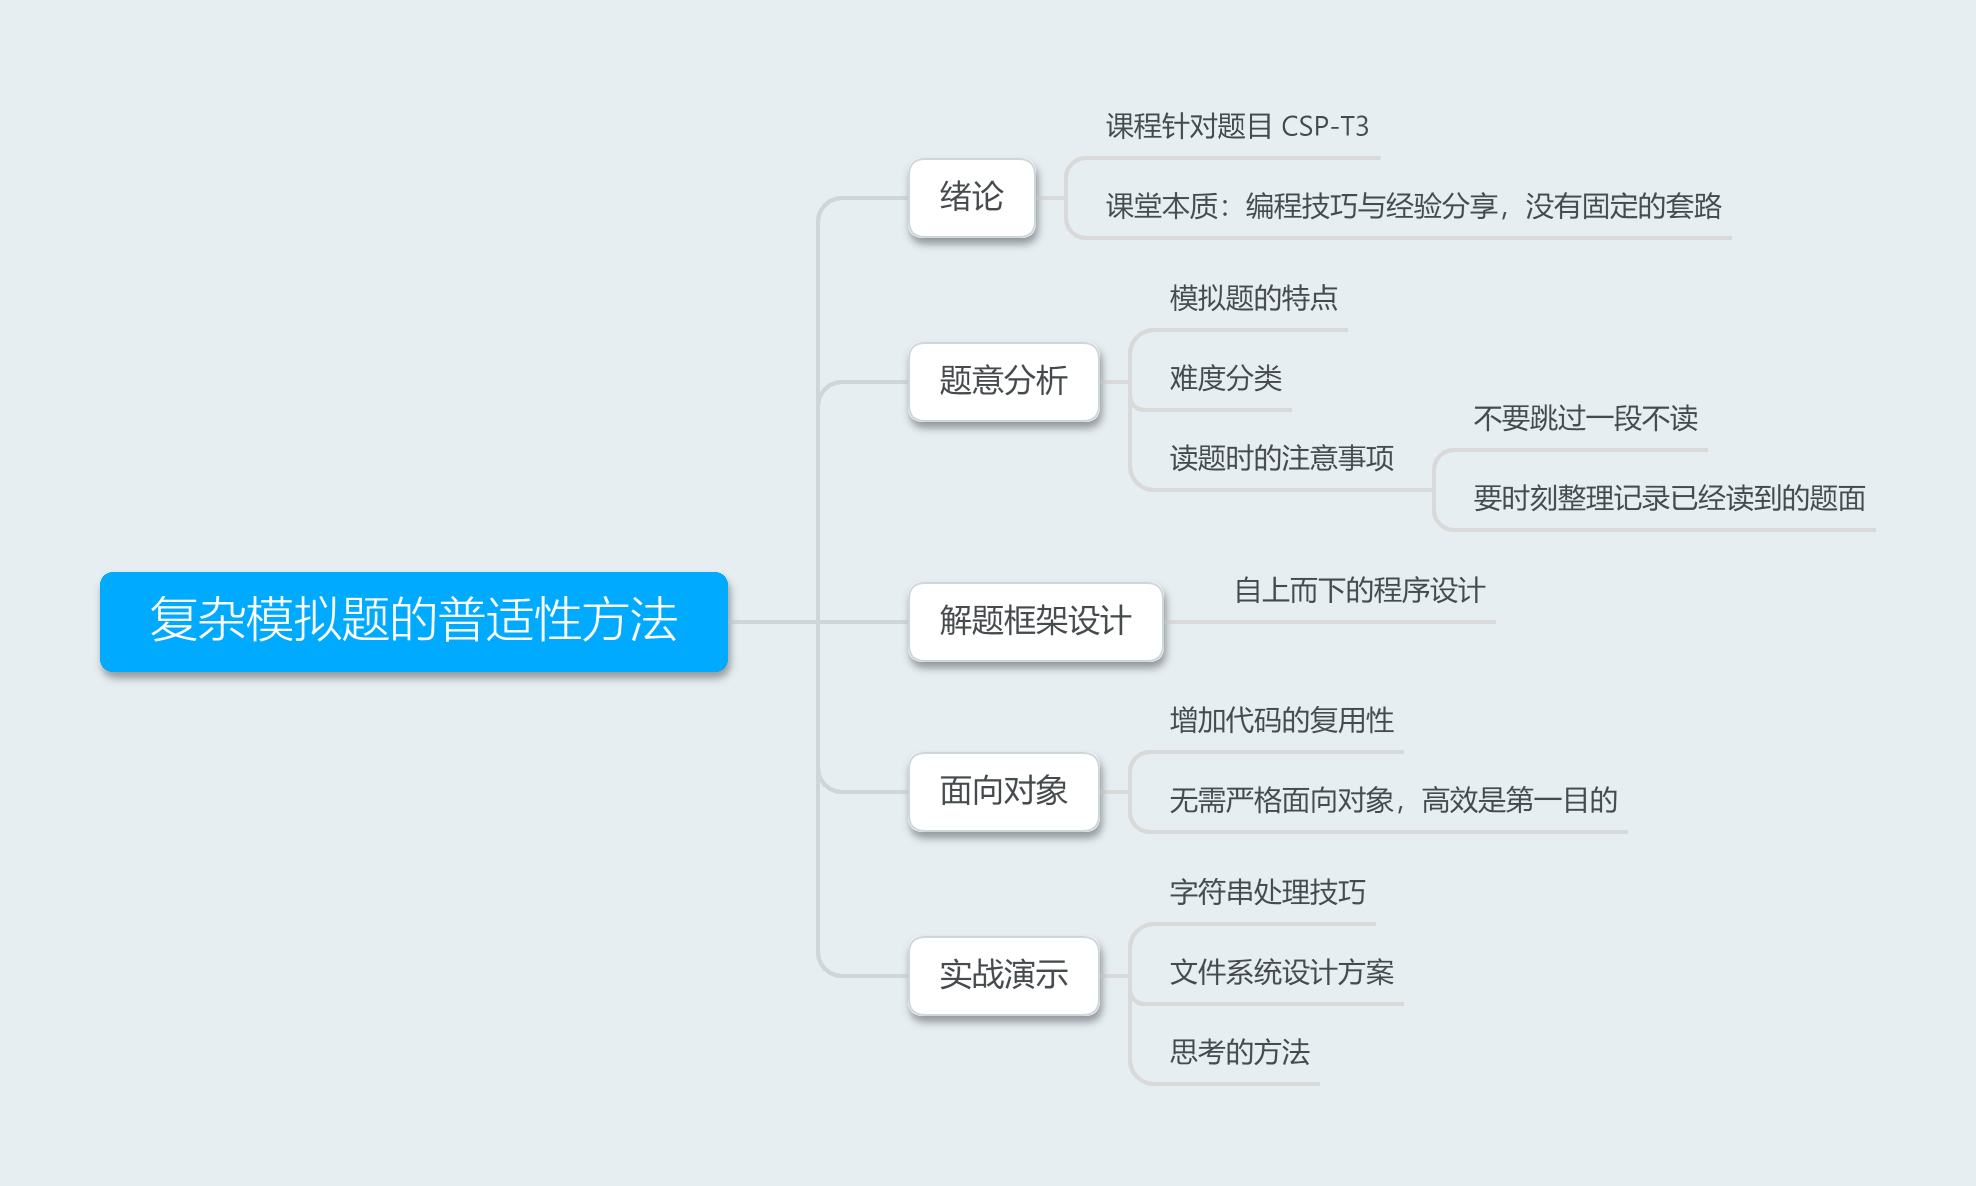 复杂模拟题的普适性方法
绪论
课程针对题目 CSP-T3
课堂本质：编程技巧与经验分享，没有固定的套路
题意分析
模拟题的特点
难度分类
读题时的注意事项
不要跳过一段不读
要时刻整理记录已经读到的题面
解题框架设计
自上而下的程序设计
面向对象
增加代码的复用性
无需严格面向对象，高效是第一目的
实战演示
字符串处理技巧
文件系统设计方案
思考的方法